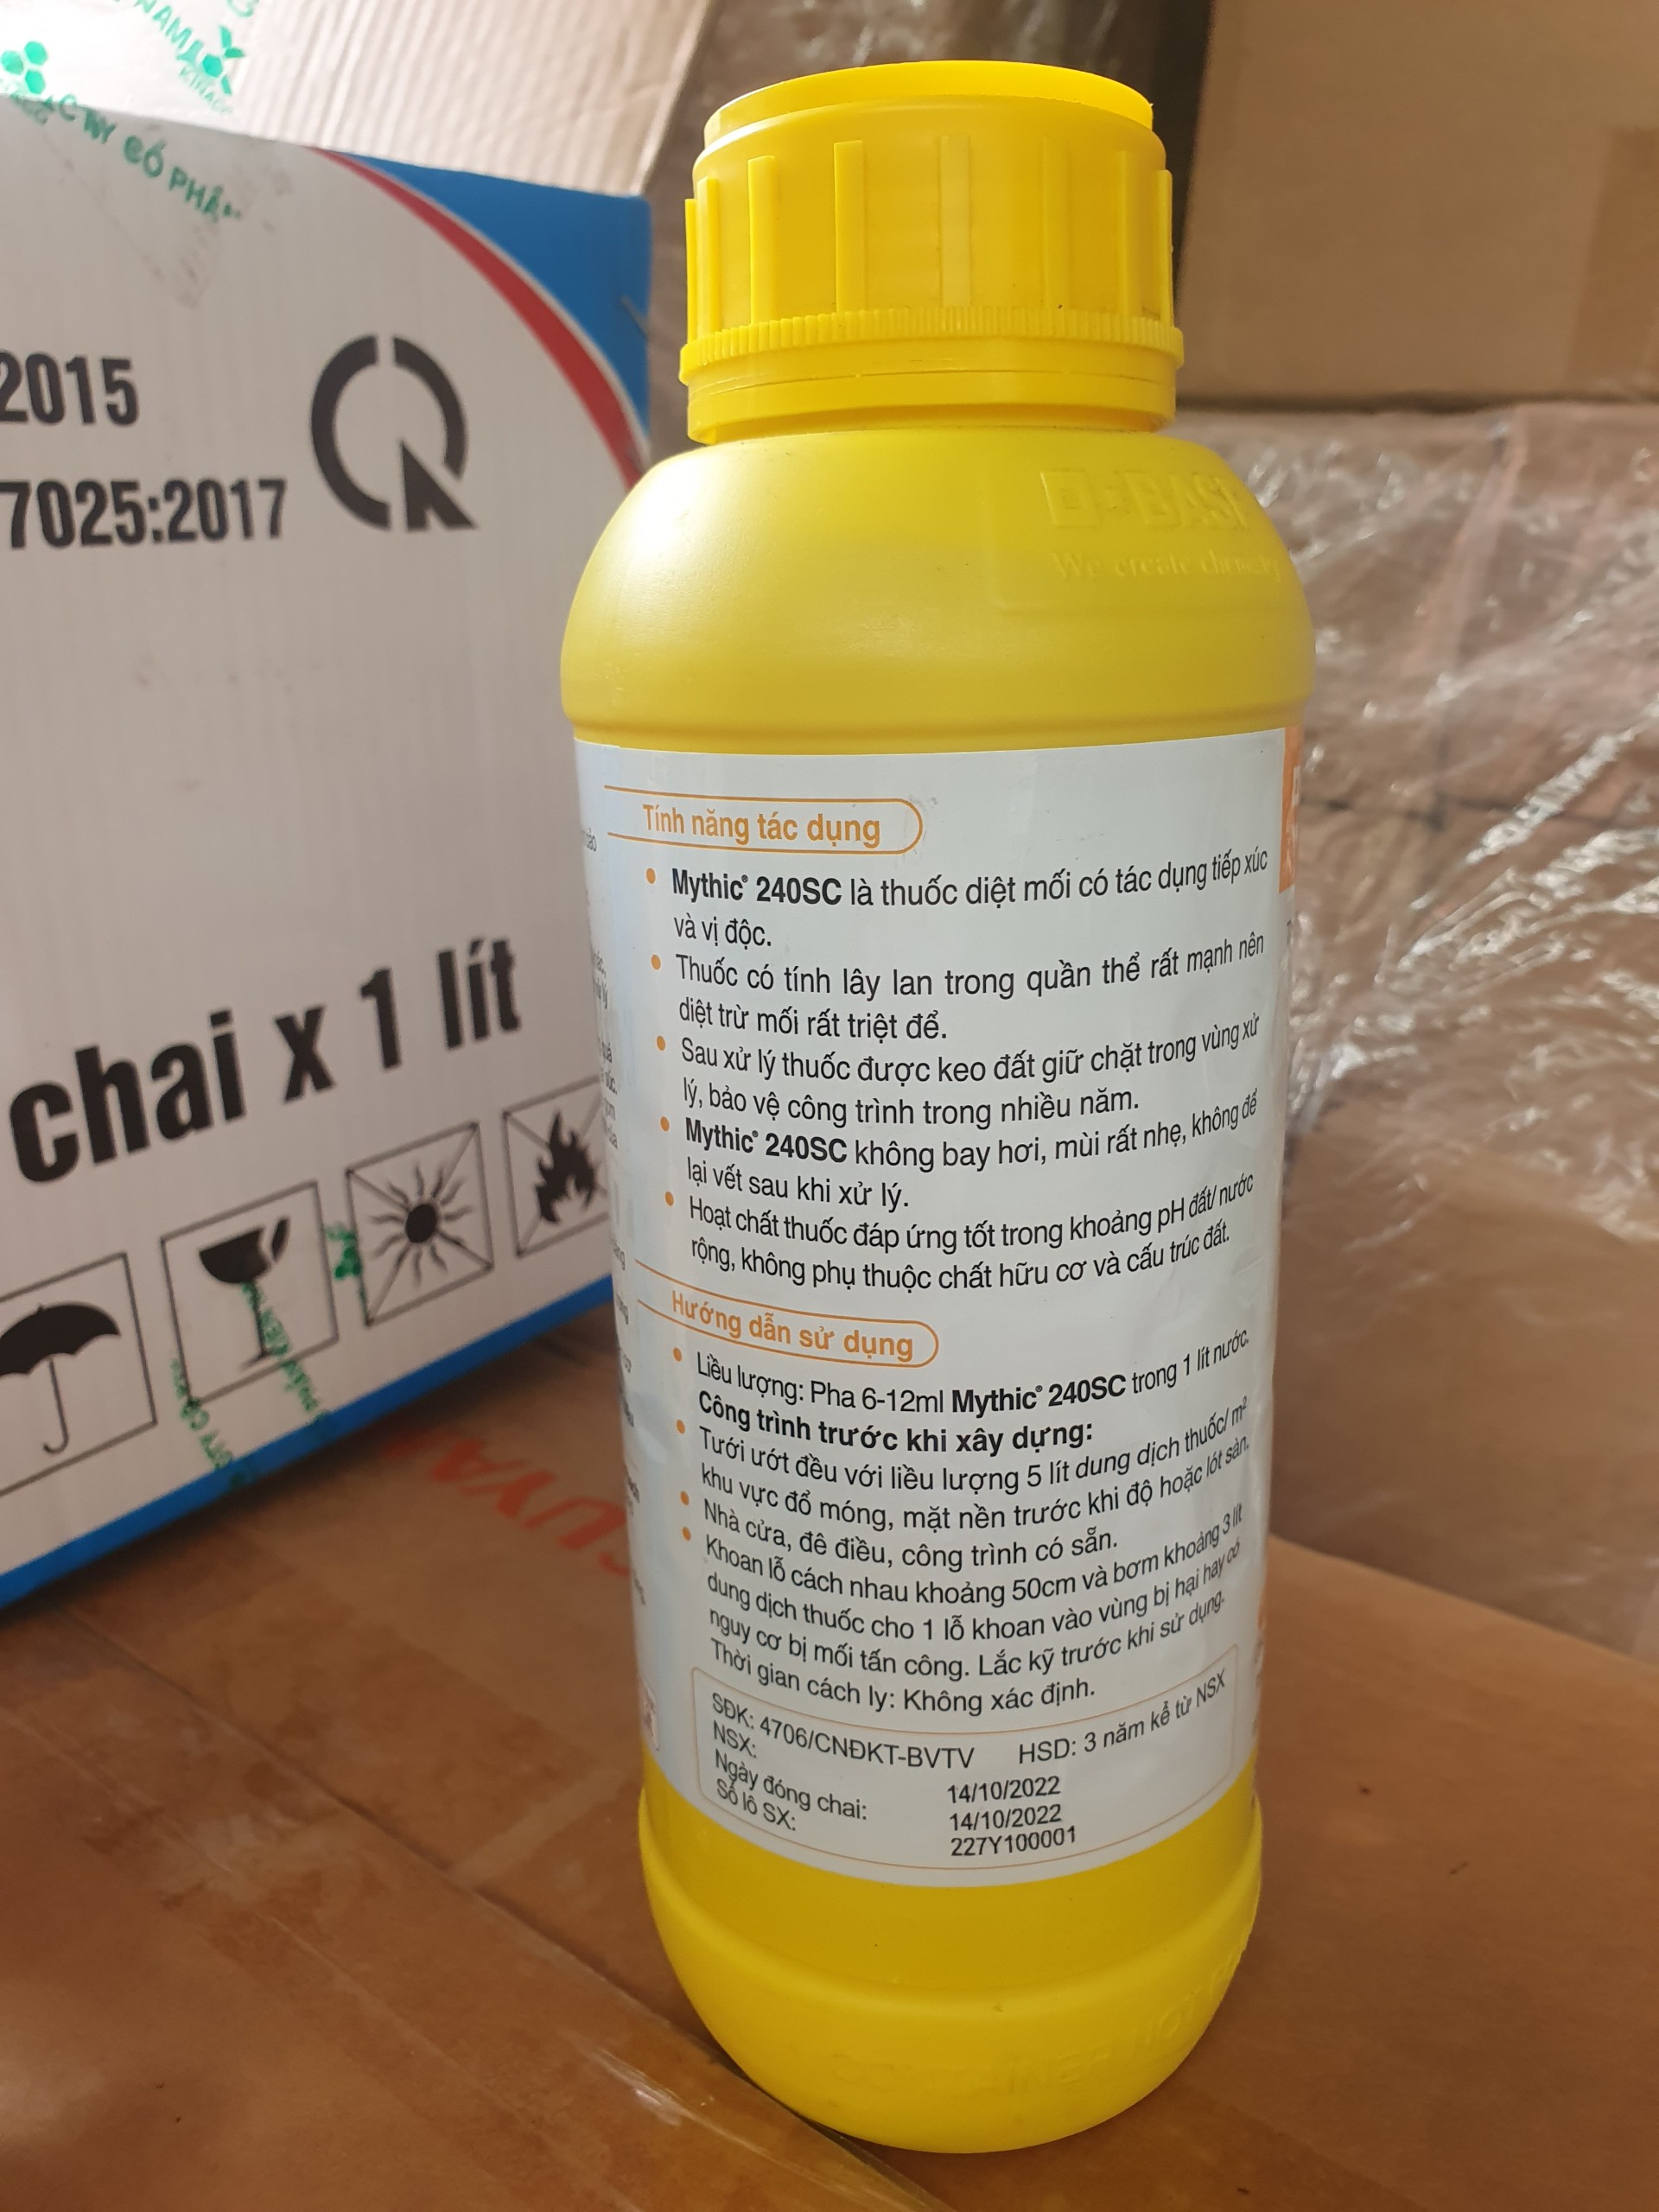 CTY CỔ PHẦN
2015
7025:2017
chai x 1 lít
BASF
We create chemistry
Tính năng tác dụng
Mythic® 240SC là thuốc diệt mối có tác dụng tiếp xúc
và vị độc.
Thuốc có tính lây lan trong quần thể rất mạnh nên
diệt trừ mối rất triệt để.
Sau xử lý thuốc được keo đất giữ chặt trong vùng xử
lý, bảo vệ công trình trong nhiều năm.
Mythic® 240SC không bay hơi, mùi rất nhẹ, không để
lại vết sau khi xử lý.
Hoạt chất thuốc đáp ứng tốt trong khoảng pH đất/ nước
rộng, không phụ thuộc chất hữu cơ và cấu trúc đất.
Hướng dẫn sử dụng
Liều lượng: Pha 6-12ml Mythic® 240SC trong 1 lít nước.
Công trình trước khi xây dựng:
Tưới ướt đều với liều lượng 5 lít dung dịch thuốc/ m²
khu vực đổ móng, mặt nền trước khi độ hoặc lót sàn.
Nhà cửa, đê điều, công trình có sẵn.
Khoan lỗ cách nhau khoảng 50cm và bơm khoảng 3 lít
dung dịch thuốc cho 1 lỗ khoan vào vùng bị hại hay có
nguy cơ bị mối tấn công. Lắc kỹ trước khi sử dụng.
Thời gian cách ly: Không xác định.
SĐK: 4706/CNĐKT-BVTV HSD: 3 năm kể từ NSX
NSX: 14/10/2022
Ngày đóng chai: 14/10/2022
Số lô SX: 227Y100001
CONTAINER NOT